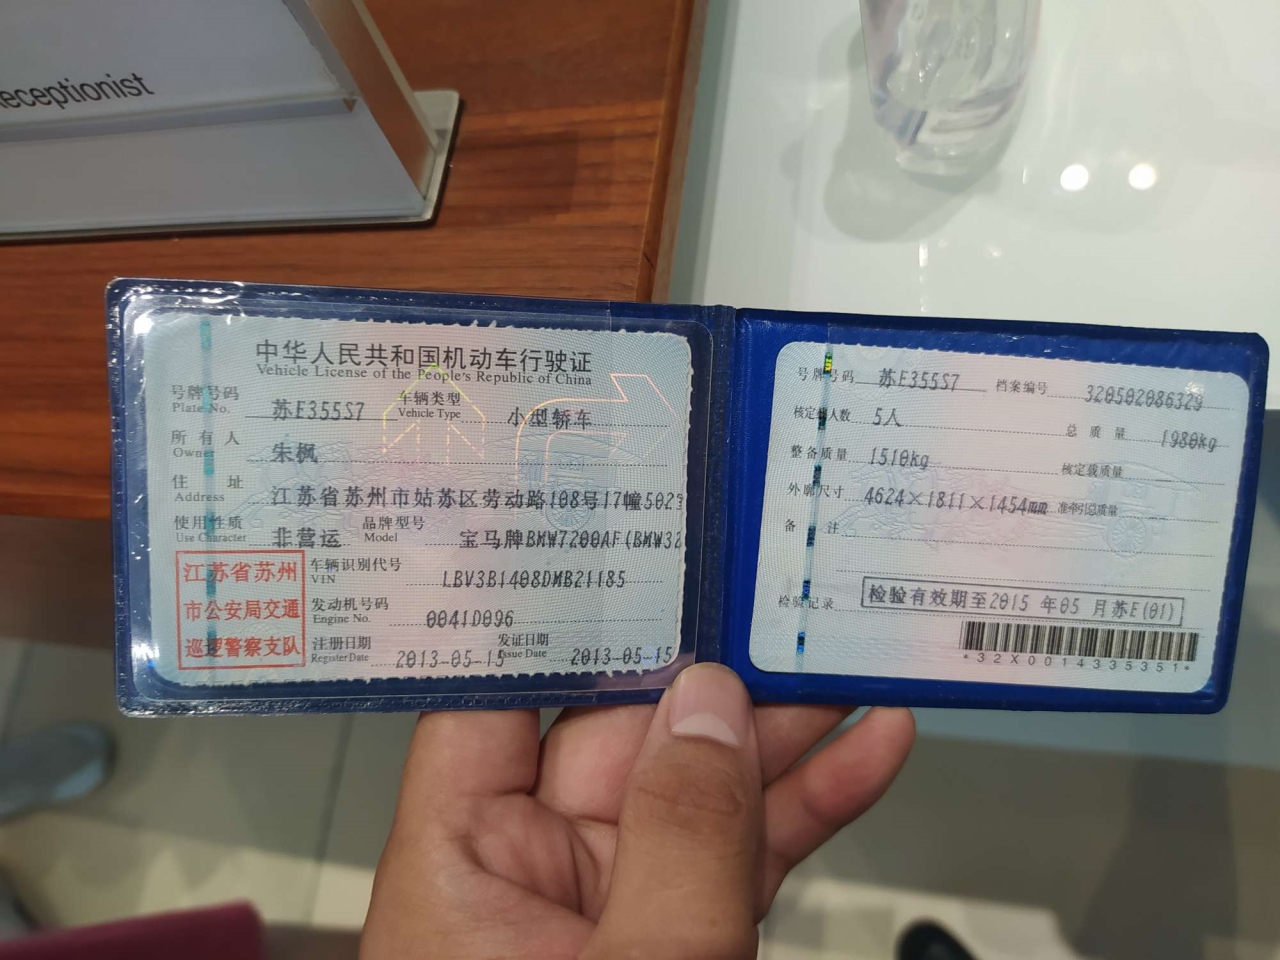 eceptionist
中华人民共和国机动车行驶证
Vehicle License of the People's Republic of China
号牌号码 苏E355S7 车辆类型 小型轿车
Plate No. Vehicle Type
所有人 朱枫
Owner
住址 江苏省苏州市姑苏区劳动路108号17幢502
Address
使用性质 非营运 品牌型号 宝马牌BMW7200AF(BMW32
Use Character Model
江苏省苏州
市公安局交通
巡逻警察支队
车辆识别代号 LBV3B1408DMB21185
VIN
发动机号码 0041D096
Engine No.
注册日期 2013-05-15 发证日期 2013-05-15
Register Date Issue Date
号牌号码 苏E355S7 档案编号 320502086329
核定载人数 5人 总质量 1980kg
整备质量 1510kg 核定载质量
外廓尺寸 4624×1811×1454mm 准牵引总质量
备注
检验记录 检验有效期至2015 年05 月苏E(01)
*32X0014335351*